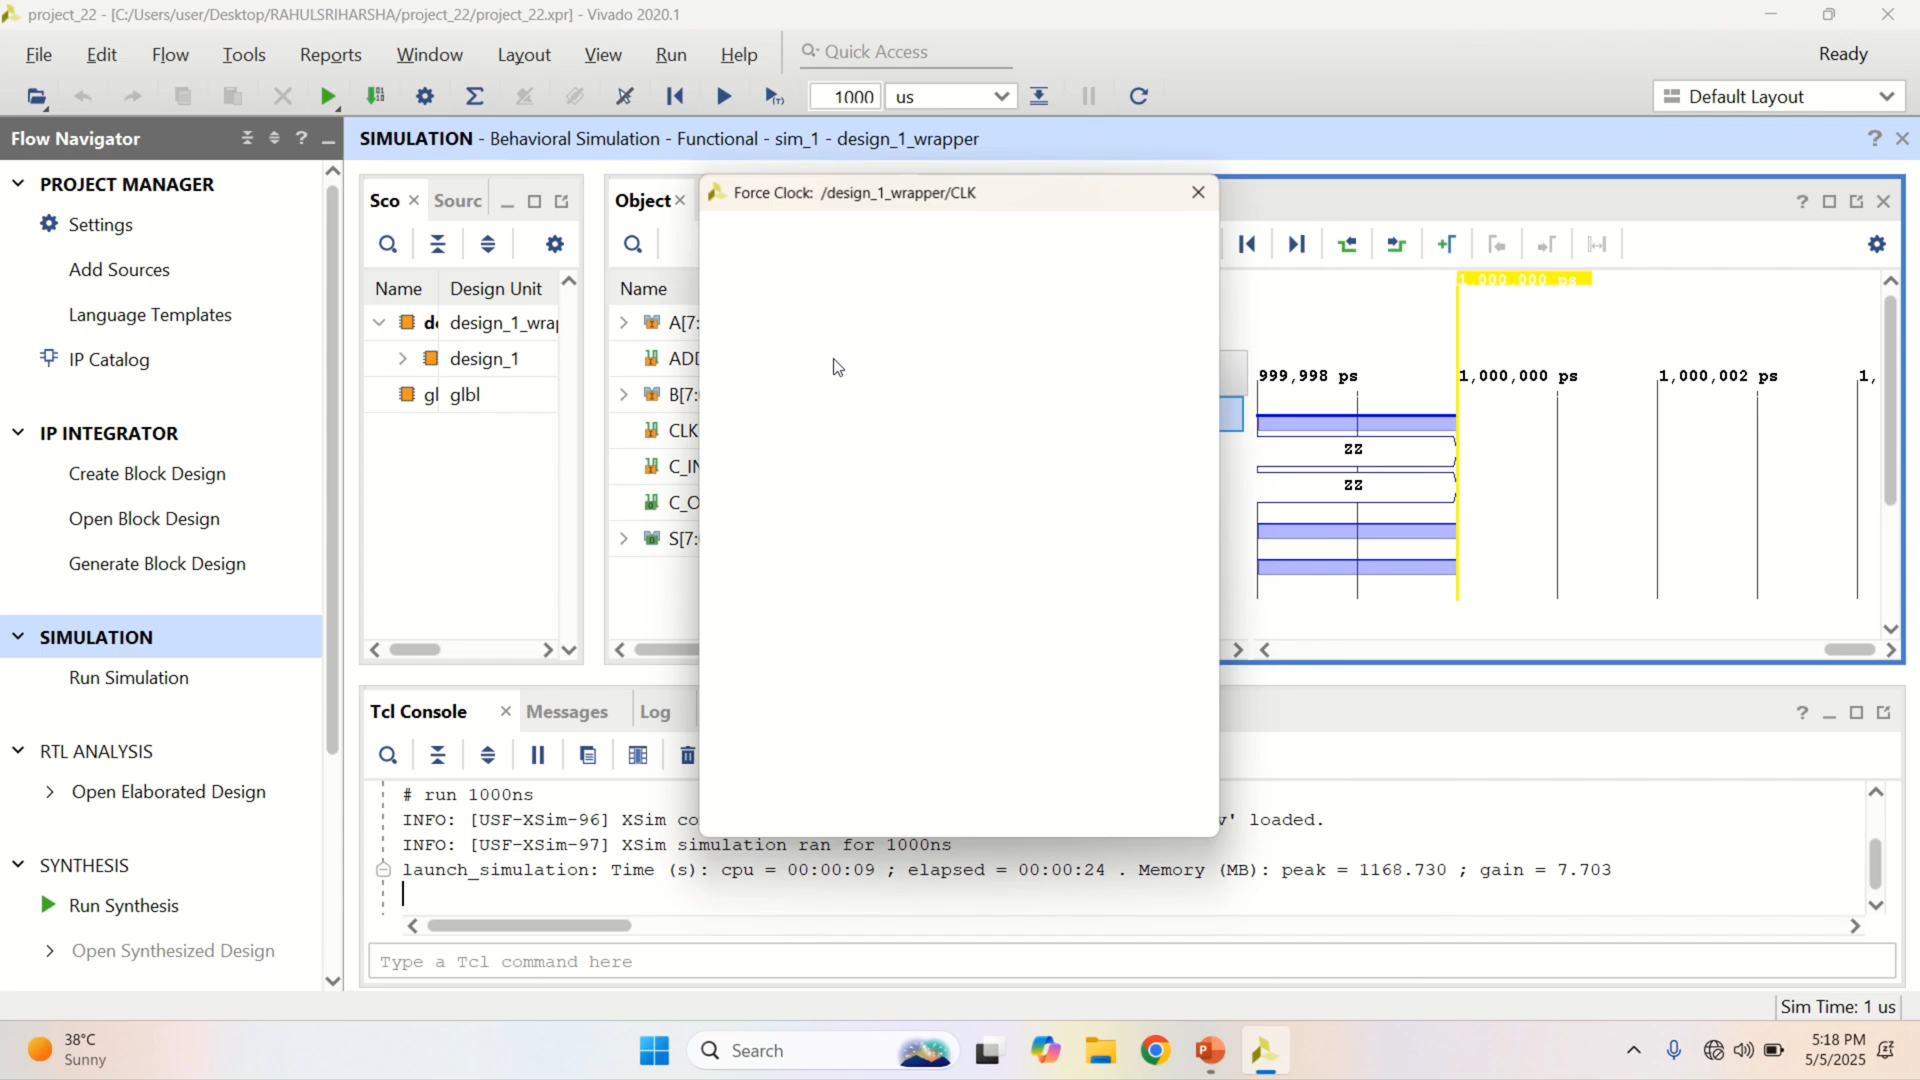 project_22 - [C:/Users/user/Desktop/RAHULSRIHARSHA/project_22/project_22.xpr] - Vivado 2020.1
File Edit Flow Tools Reports Window Layout View Run Help Quick Access Ready
1000 us Default Layout
Flow Navigator
SIMULATION - Behavioral Simulation - Functional - sim_1 - design_1_wrapper
PROJECT MANAGER
Settings
Add Sources
Language Templates
IP Catalog
IP INTEGRATOR
Create Block Design
Open Block Design
Generate Block Design
SIMULATION
Run Simulation
RTL ANALYSIS
Open Elaborated Design
SYNTHESIS
Run Synthesis
Open Synthesized Design
Sco Sourc
Name Design Unit
de design_1_wrap
design_1
gl glbl
Object
Name
A[7:
ADD
B[7:
CLK
C_IN
C_O
S[7:
Force Clock: /design_1_wrapper/CLK
1,000,000 ps
999,998 ps 1,000,000 ps 1,000,002 ps 1,
ZZ
ZZ
Tcl Console Messages Log
# run 1000ns
INFO: [USF-XSim-96] XSim co v' loaded.
INFO: [USF-XSim-97] XSim simulation ran for 1000ns
launch_simulation: Time (s): cpu = 00:00:09 ; elapsed = 00:00:24 . Memory (MB): peak = 1168.730 ; gain = 7.703
Type a Tcl command here
Sim Time: 1 us
38°C
Sunny
Search
5:18 PM
5/5/2025